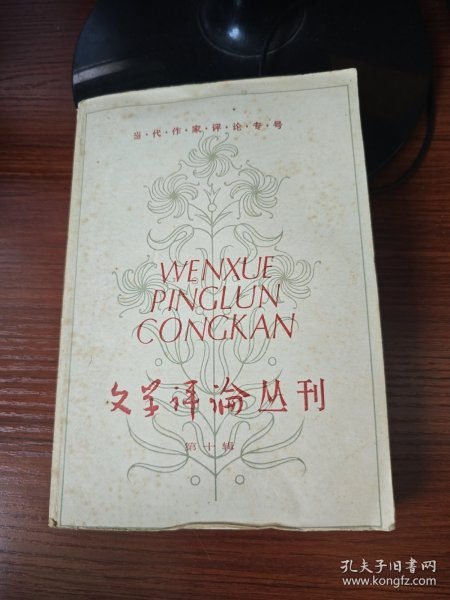 当·代·作·家·评·论·专·号
WENXUE
PINGLUN
CONGKAN
文学评论丛刊
第十辑
孔夫子旧书网
www.kongfz.com